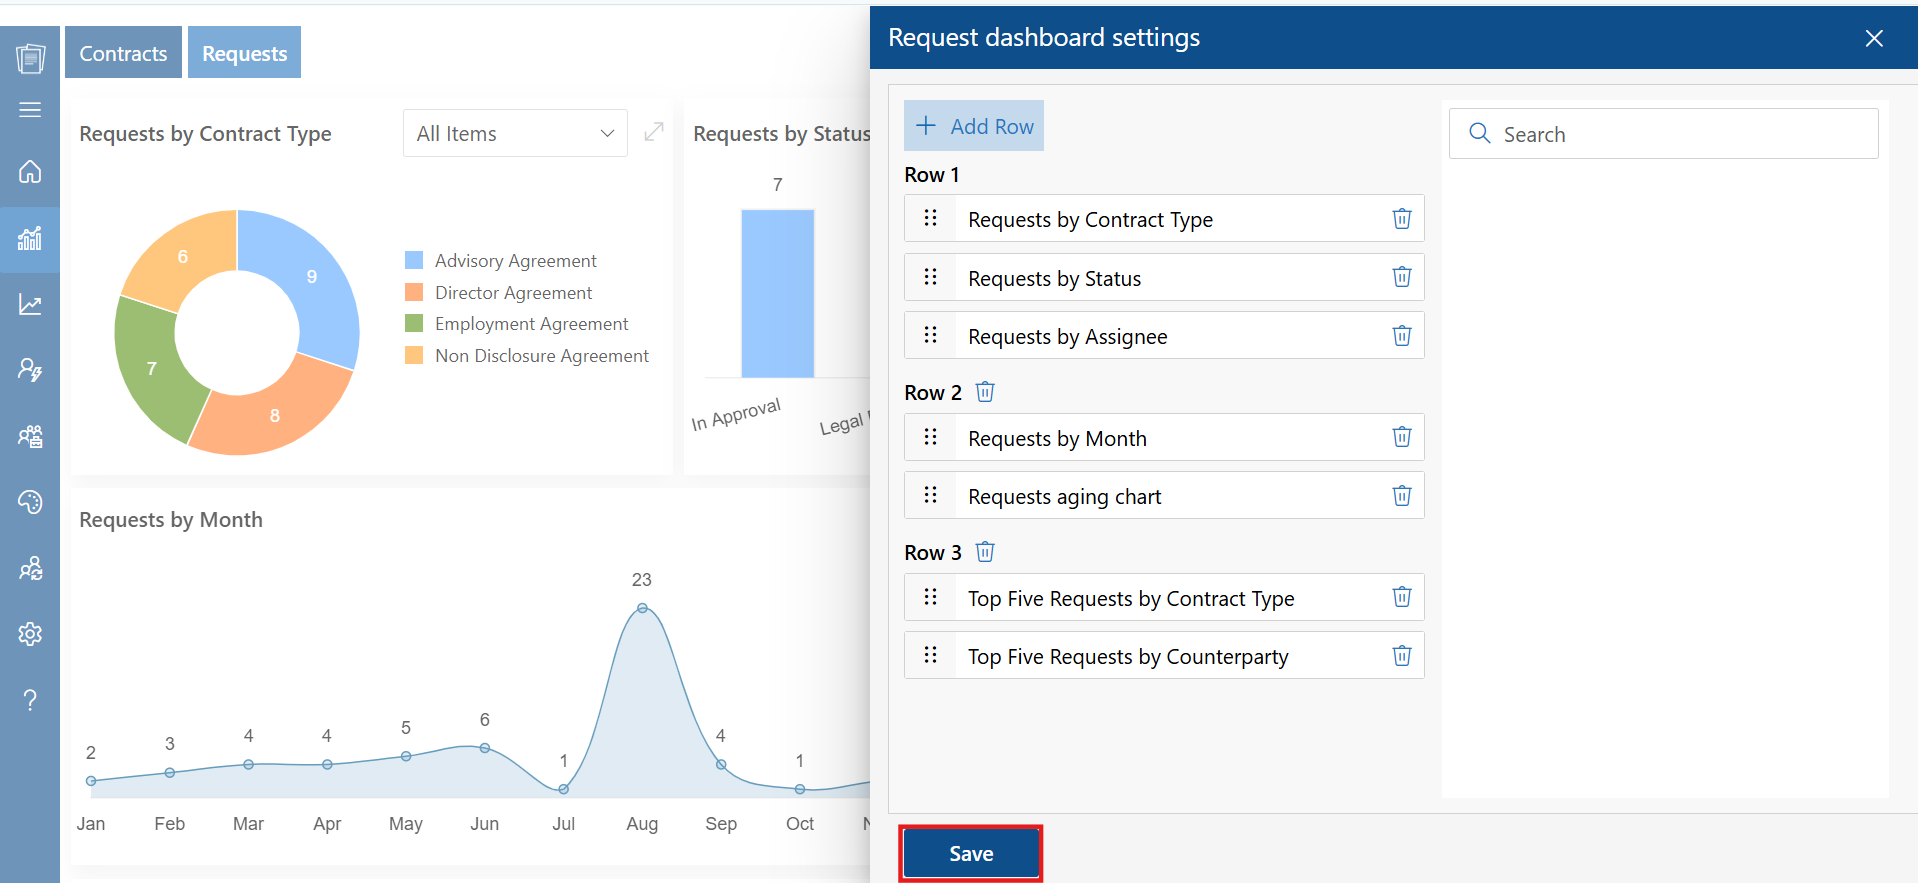 Contracts
Requests
Requests by Contract Type
All Items
6
9
7
8
Advisory Agreement
Director Agreement
Employment Agreement
Non Disclosure Agreement
Requests by Status
7
In Approval
Legal
Requests by Month
2
3
4
4
5
6
1
23
4
1
Jan
Feb
Mar
Apr
May
Jun
Jul
Aug
Sep
Oct
Request dashboard settings
Add Row
Row 1
Requests by Contract Type
Requests by Status
Requests by Assignee
Row 2
Requests by Month
Requests aging chart
Row 3
Top Five Requests by Contract Type
Top Five Requests by Counterparty
Search
Save